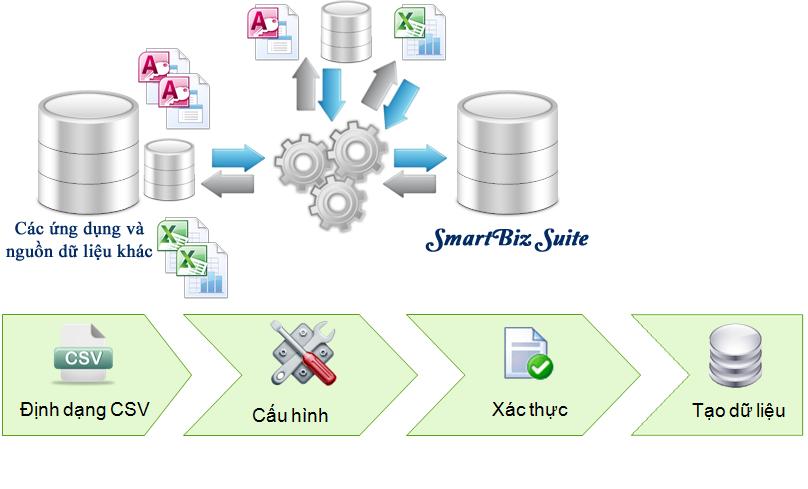 A
X
A
A
Các ứng dụng và
nguồn dữ liệu khác
X
X
SmartBiz Suite
CSV
Định dạng CSV
Cấu hình
Xác thực
Tạo dữ liệu